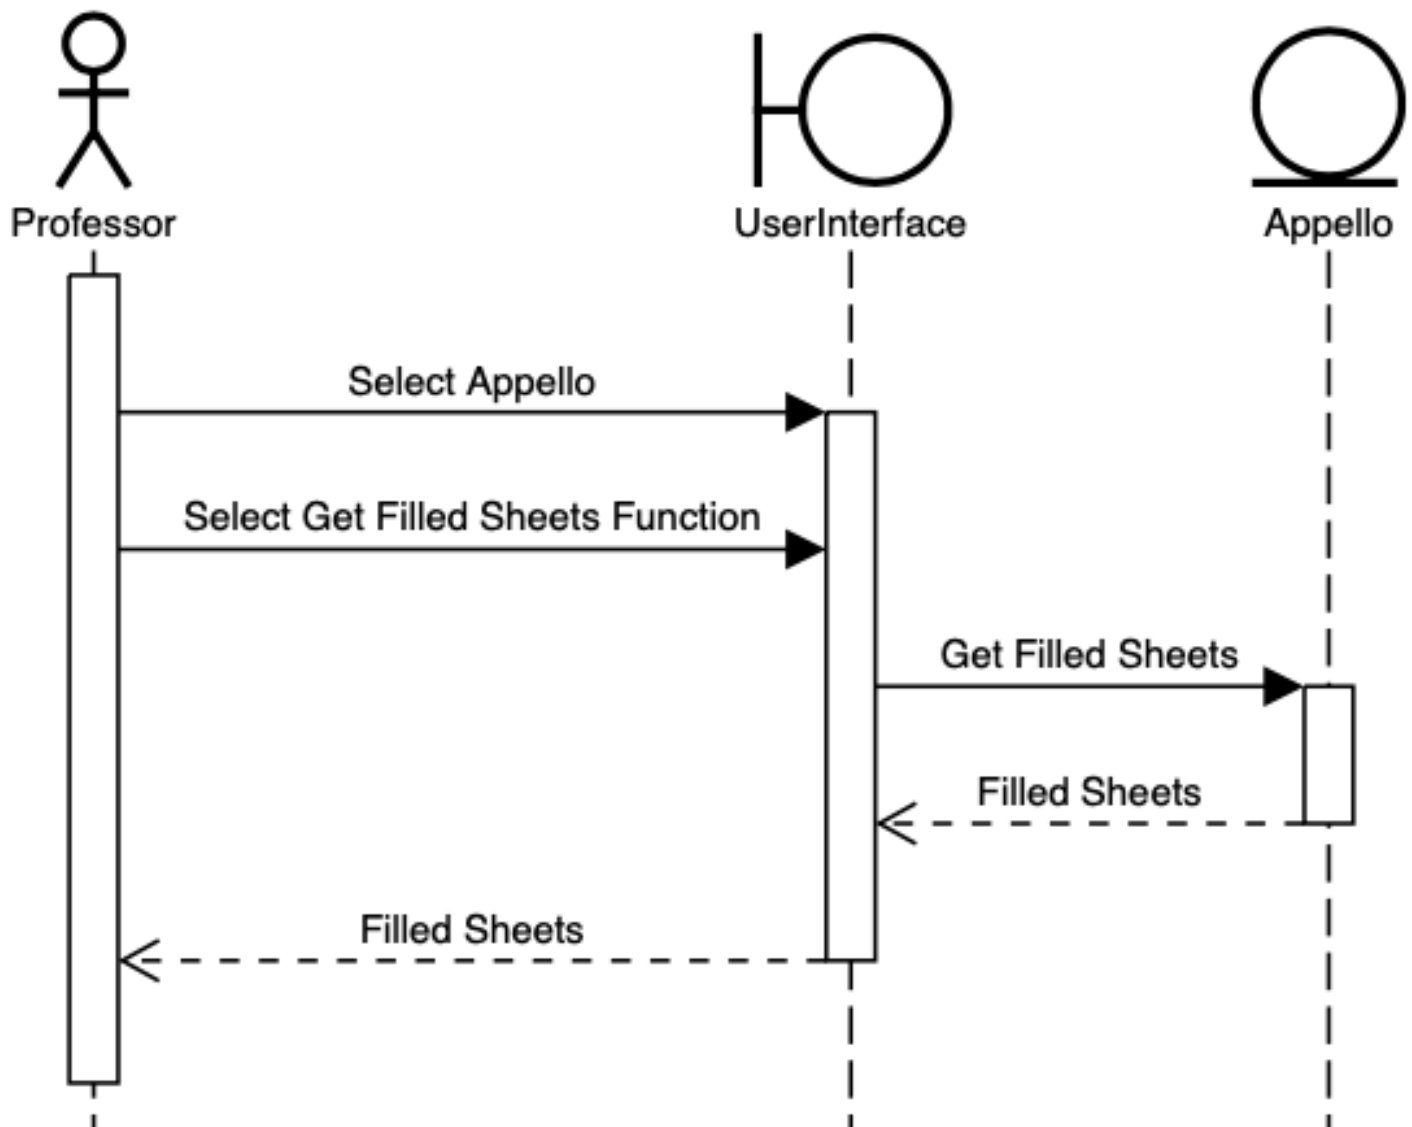 Professor
UserInterface
Appello
Select Appello
Select Get Filled Sheets Function
Get Filled Sheets
Filled Sheets
Filled Sheets